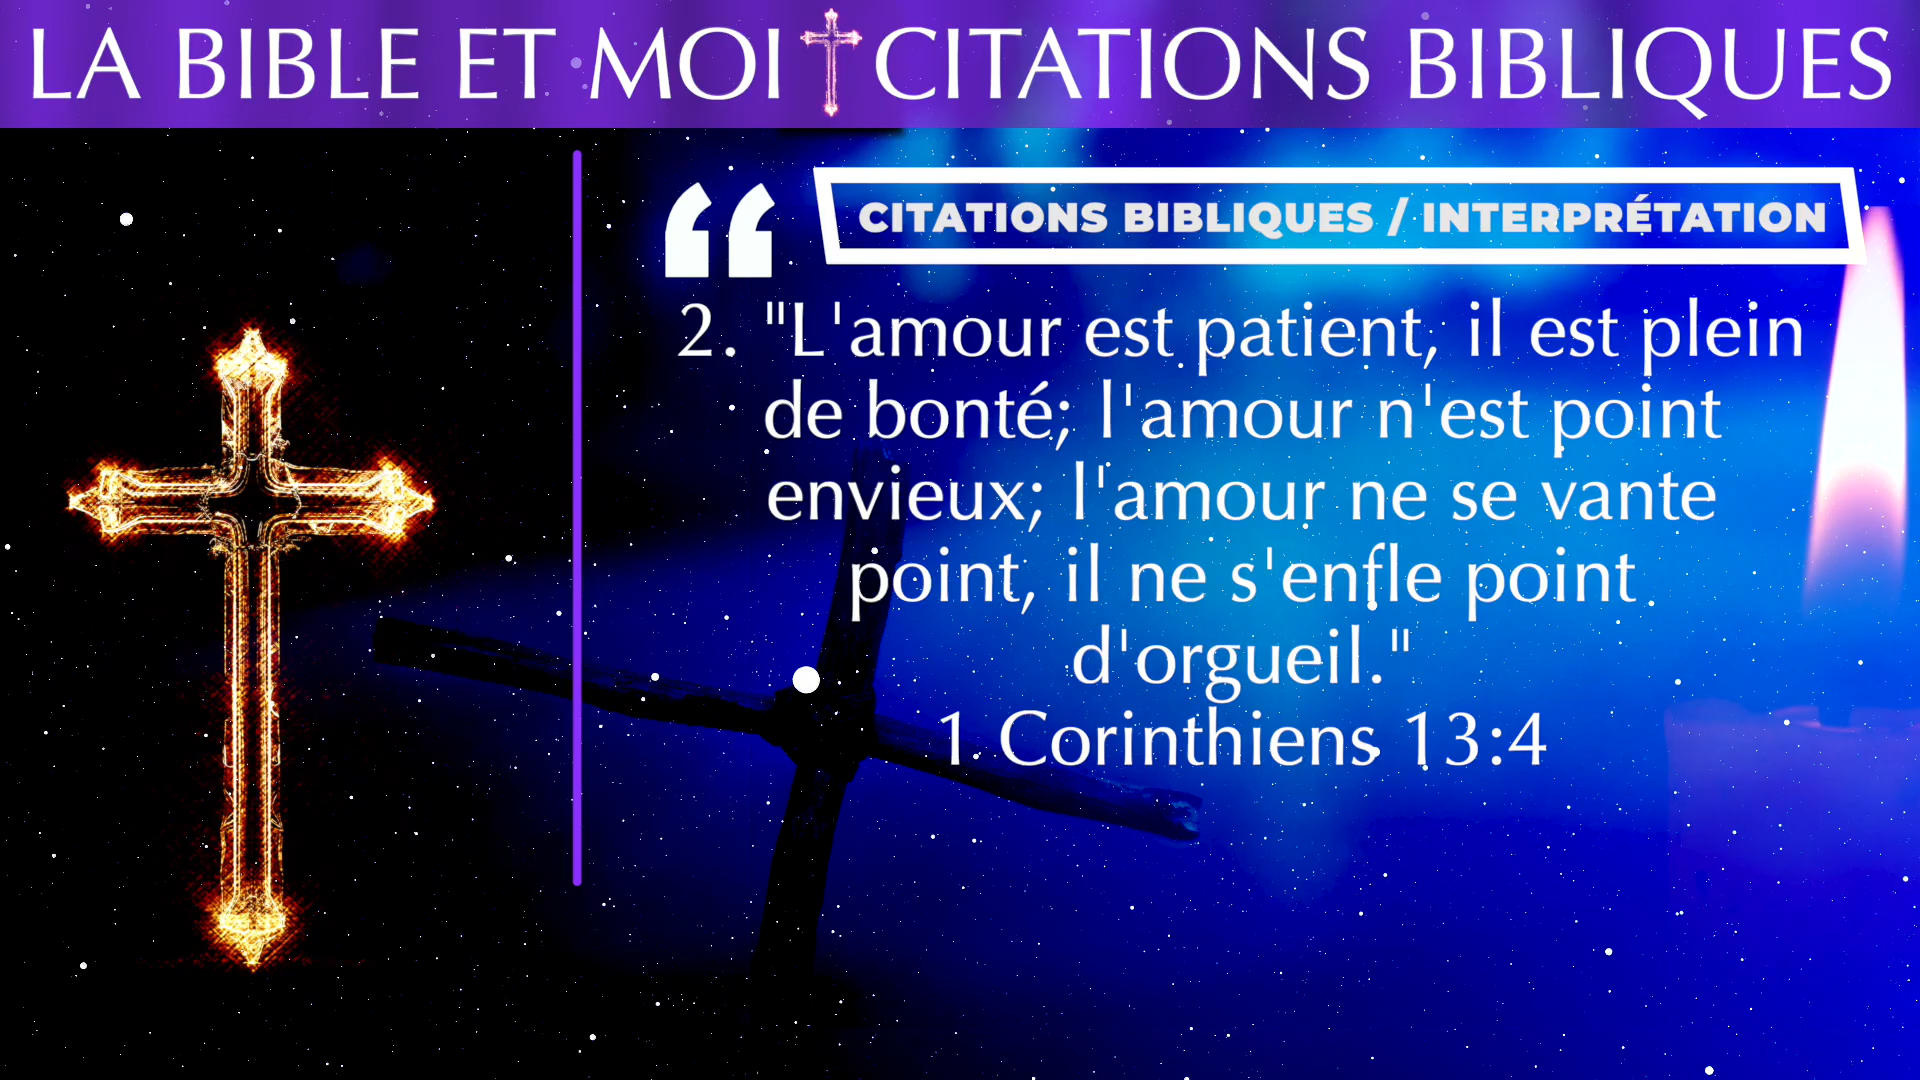 LA BIBLE ET MOI CITATIONS BIBLIQUES
CITATIONS BIBLIQUES / INTERPRÉTATION
2. "L'amour est patient, il est plein
de bonté; l'amour n'est point
envieux; l'amour ne se vante
point, il ne s'enfle point
d'orgueil."
1 Corinthiens 13:4